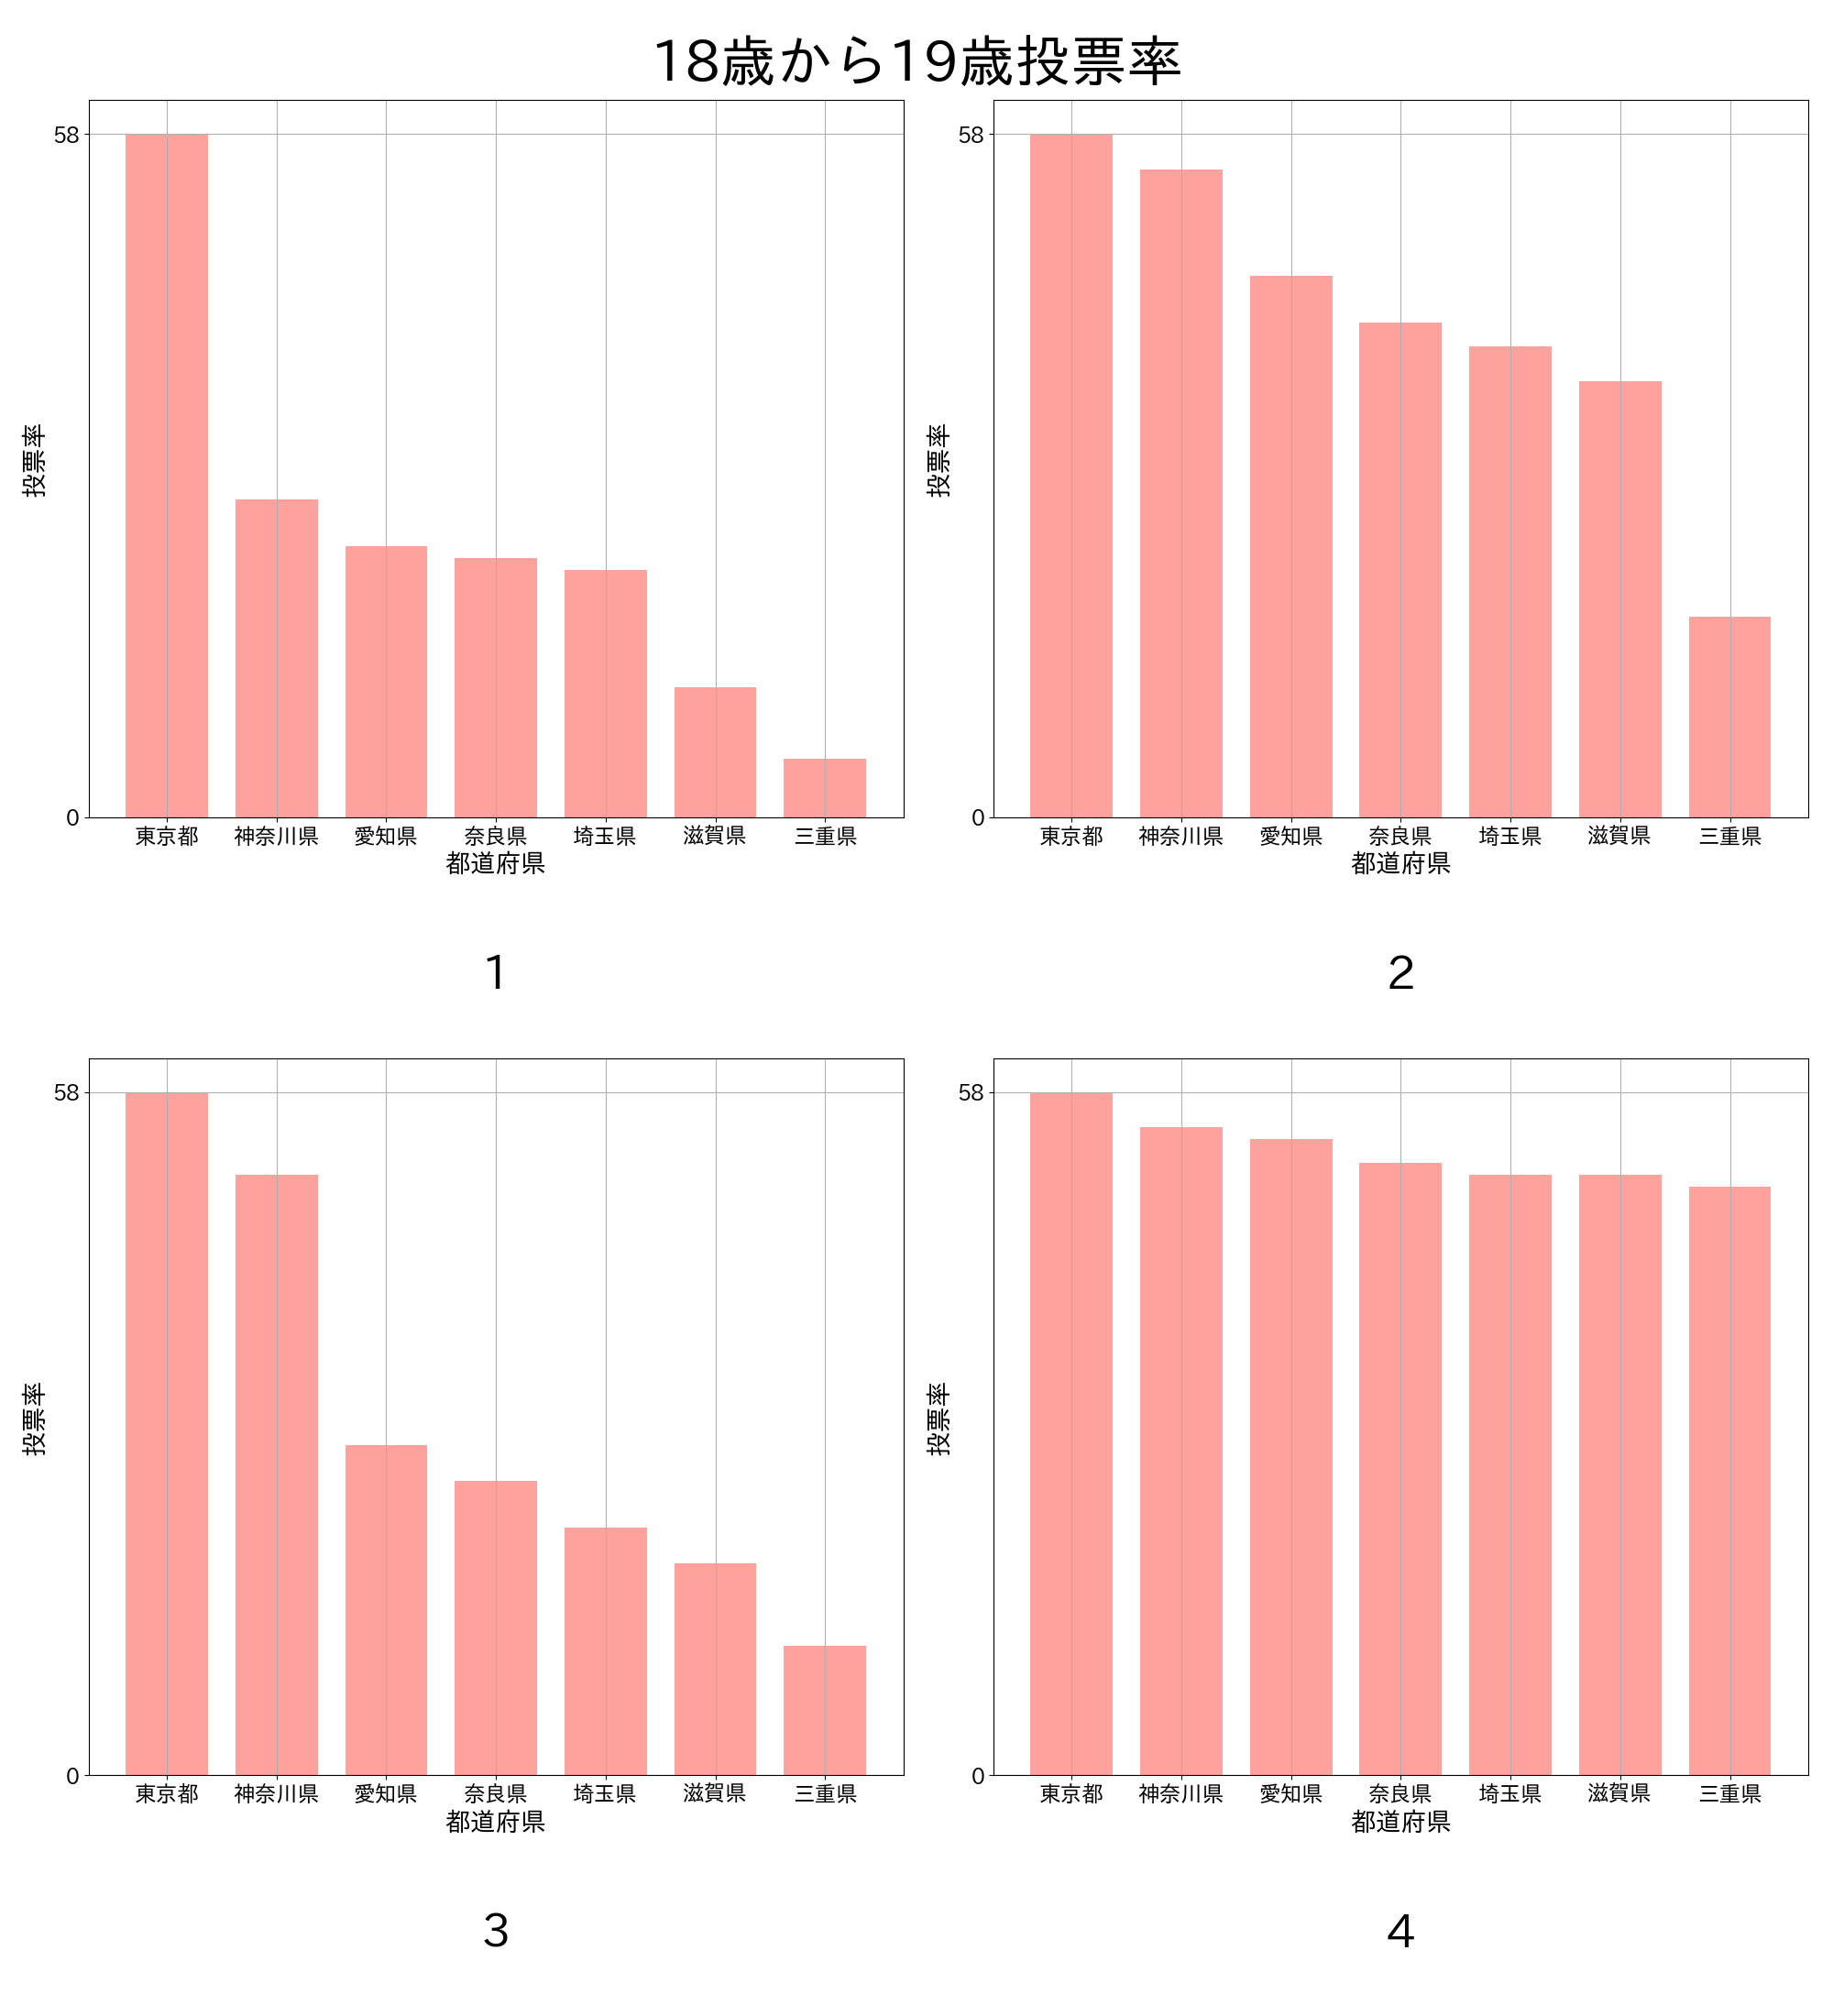 18歳から19歳投票率
58
投票率
0
東京都 神奈川県 愛知県 奈良県 埼玉県 滋賀県 三重県
都道府県
1
58
投票率
0
東京都 神奈川県 愛知県 奈良県 埼玉県 滋賀県 三重県
都道府県
2
58
投票率
0
東京都 神奈川県 愛知県 奈良県 埼玉県 滋賀県 三重県
都道府県
3
58
投票率
0
東京都 神奈川県 愛知県 奈良県 埼玉県 滋賀県 三重県
都道府県
4